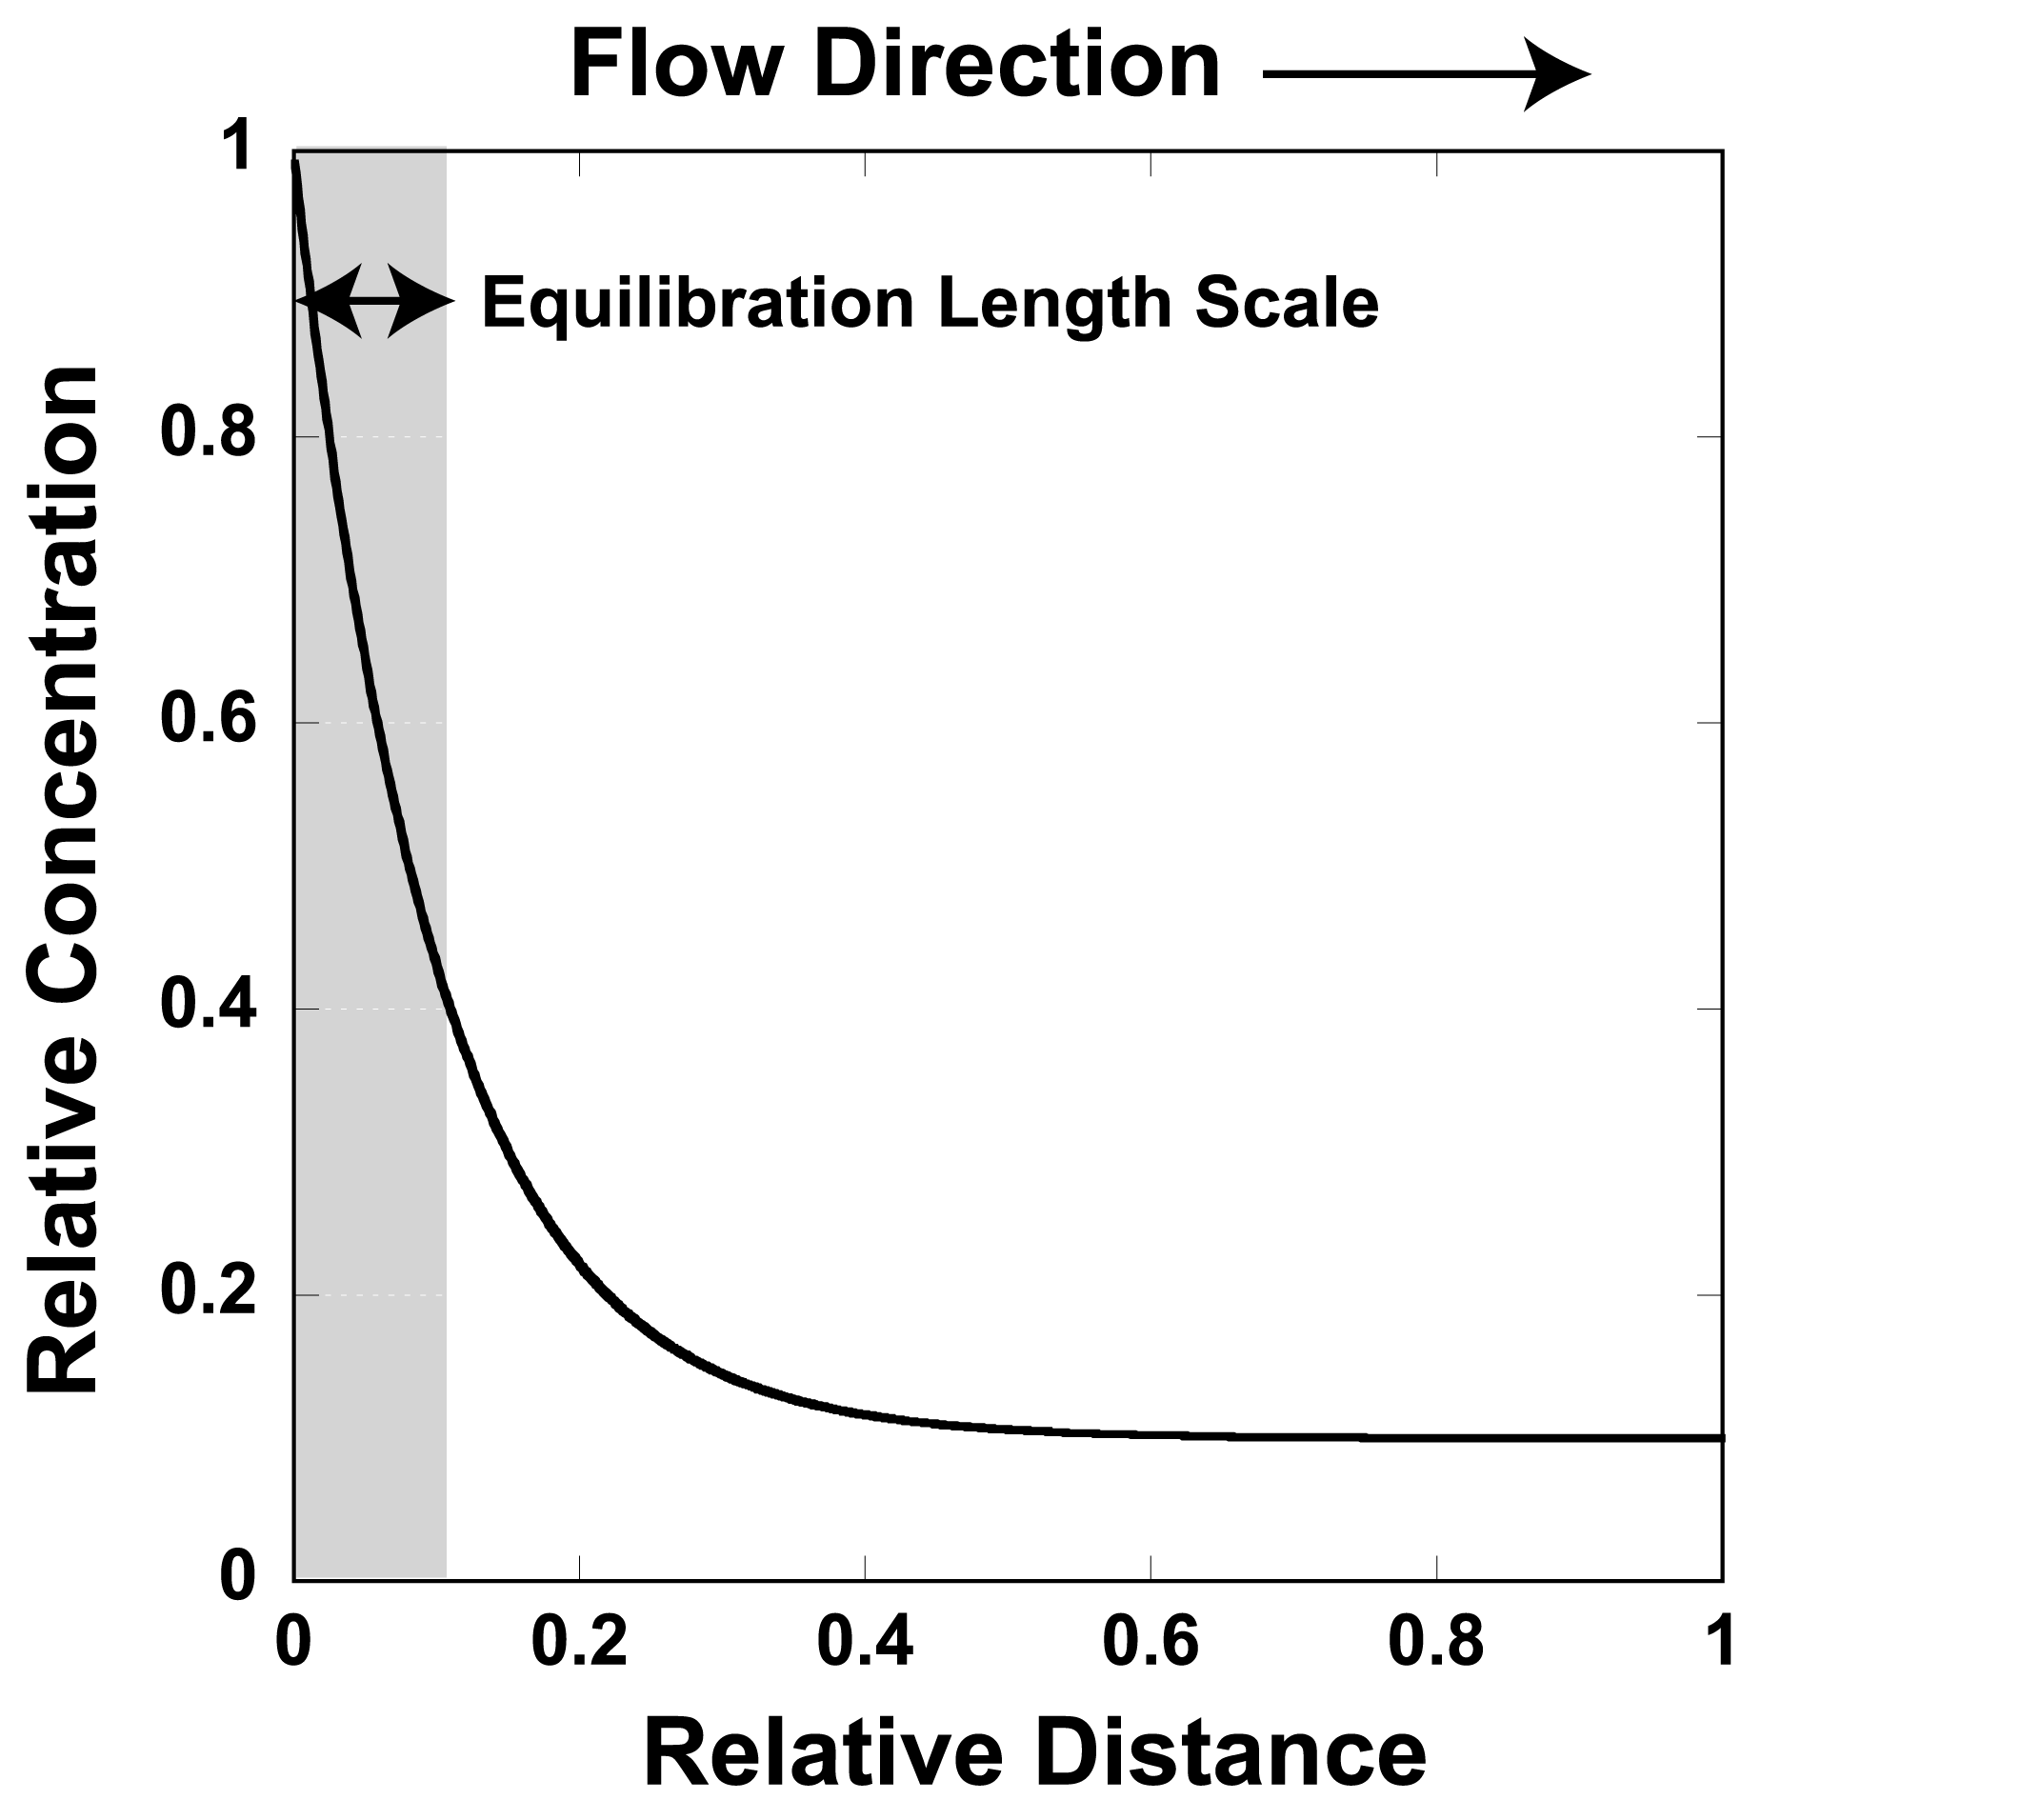 Flow Direction
1
Equilibration Length Scale
0.8
0.6
0.4
0.2
0
Relative Concentration
0 0.2 0.4 0.6 0.8 1
Relative Distance